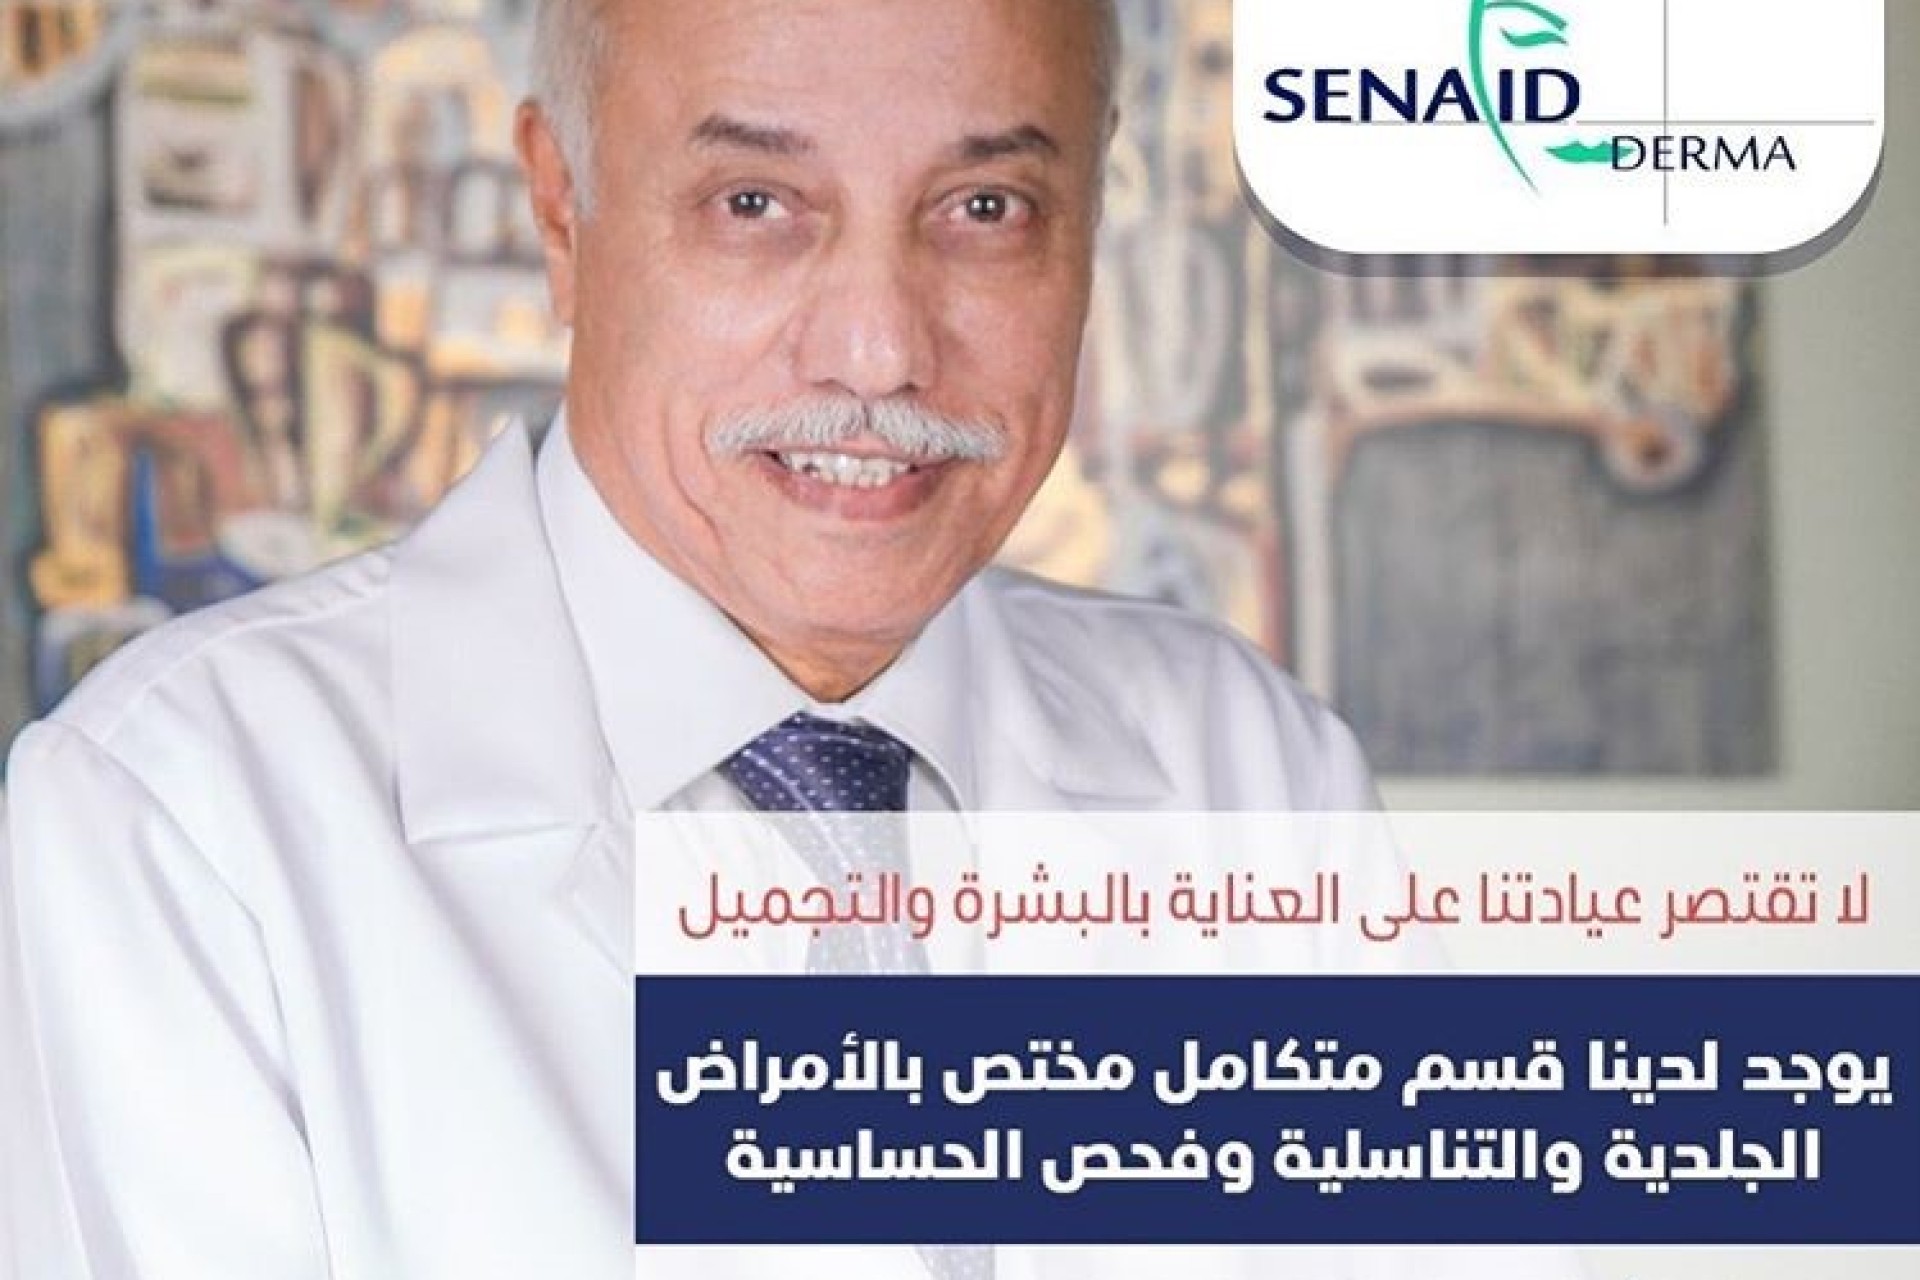 SENAID
DERMA
لا تقتصر عيادتنا على العناية بالبشرة والتجميل
يوجد لدينا قسم متكامل مختص بالأمراض
الجلدية والتناسلية وفحص الحساسية